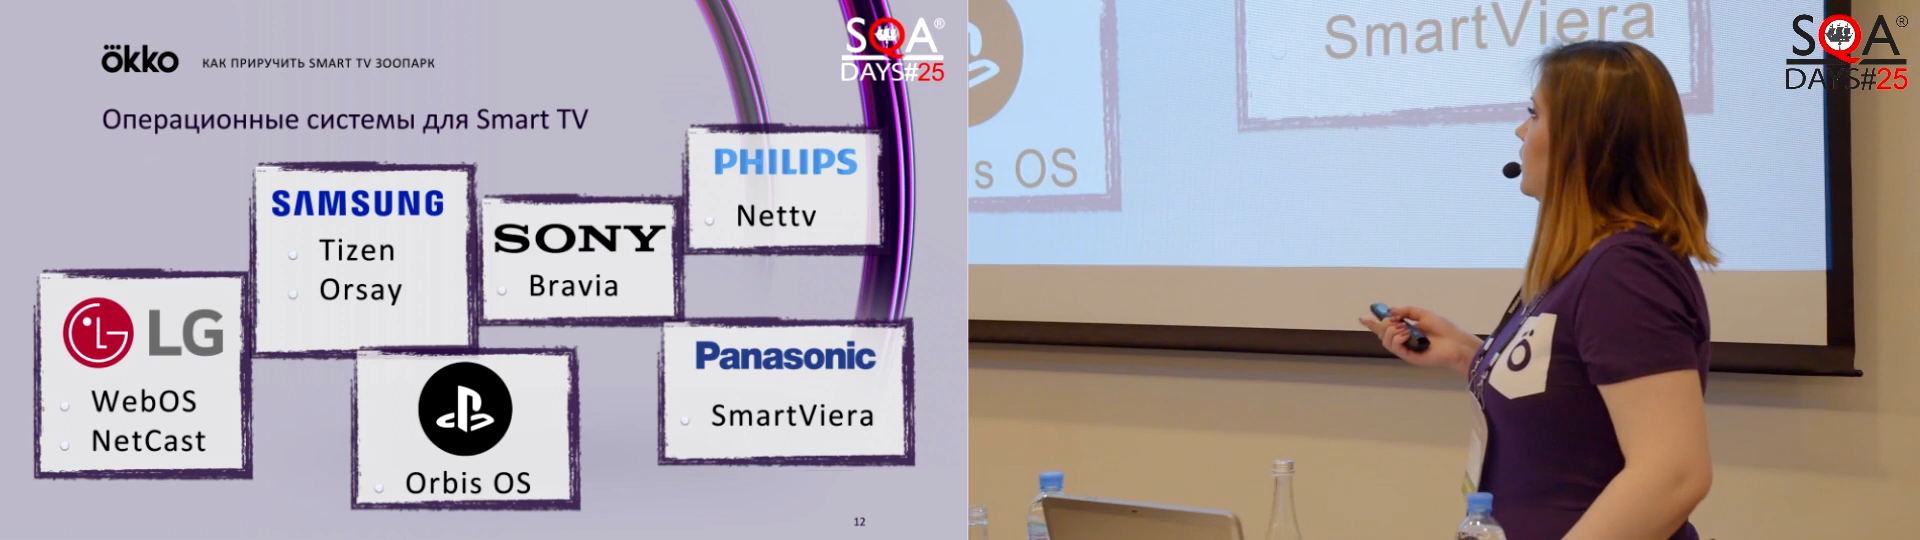 ökko
КАК ПРИРУЧИТЬ SMART TV ЗООПАРК
SQA®
DAYS#25
Операционные системы для Smart TV
PHILIPS
Nettv
SAMSUNG
Tizen
Orsay
SONY
Bravia
LG
WebOS
NetCast
Orbis OS
Panasonic
SmartViera
12
SmartViera
s OS
SQA®
DAYS#25
ö